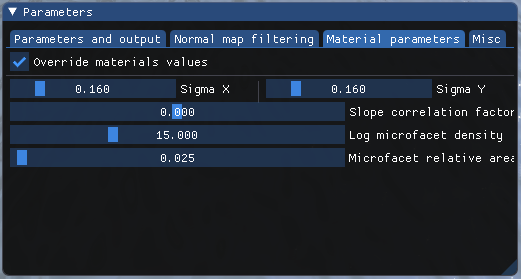 Parameters
Parameters and output Normal map filtering Material parameters Misc
Override materials values
0.160 Sigma X 0.160 Sigma Y
0.000 Slope correlation factor
15.000 Log microfacet density
0.025 Microfacet relative area